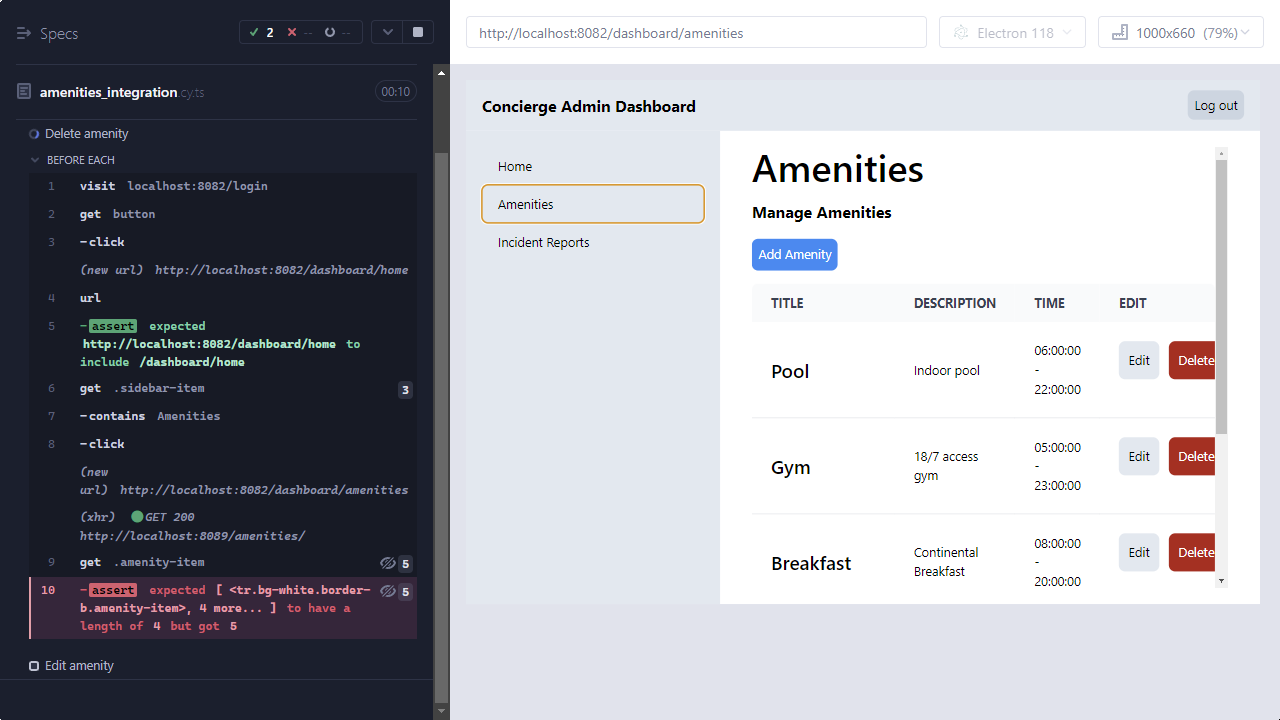 Specs
2 -- --
amenities_integration.cy.ts 00:10
Delete amenity
BEFORE EACH
1 visit localhost:8082/login
2 get button
3 -click
(new url) http://localhost:8082/dashboard/home
4 url
5 -assert expected
http://localhost:8082/dashboard/home to
include /dashboard/home
6 get .sidebar-item 3
7 -contains Amenities
8 -click
(new
url) http://localhost:8082/dashboard/amenities
(xhr) GET 200
http://localhost:8089/amenities/
9 get .amenity-item 5
10 -assert expected [ <tr.bg-white.border- 5
b.amenity-item>, 4 more... ] to have a
length of 4 but got 5
Edit amenity
http://localhost:8082/dashboard/amenities
Electron 118
1000x660 (79%)
Concierge Admin Dashboard
Log out
Home
Amenities
Incident Reports
Amenities
Manage Amenities
Add Amenity
TITLE DESCRIPTION TIME EDIT
Pool
Indoor pool
06:00:00
-
22:00:00
Edit Delete
Gym
18/7 access
gym
05:00:00
-
23:00:00
Edit Delete
Breakfast
Continental
Breakfast
08:00:00
-
20:00:00
Edit Delete